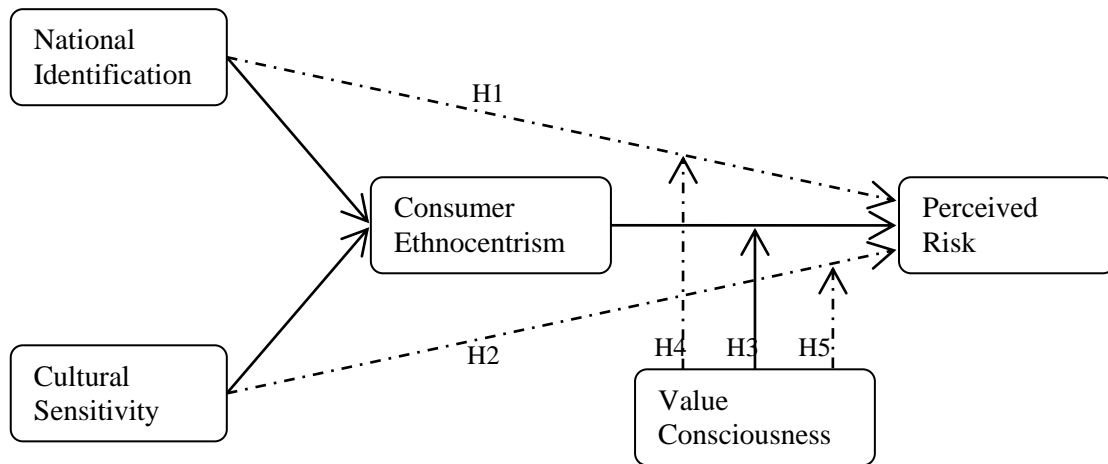 National
Identification
H1
Consumer
Ethnocentrism
Perceived
Risk
H2
H4
H3
H5
Cultural
Sensitivity
Value
Consciousness